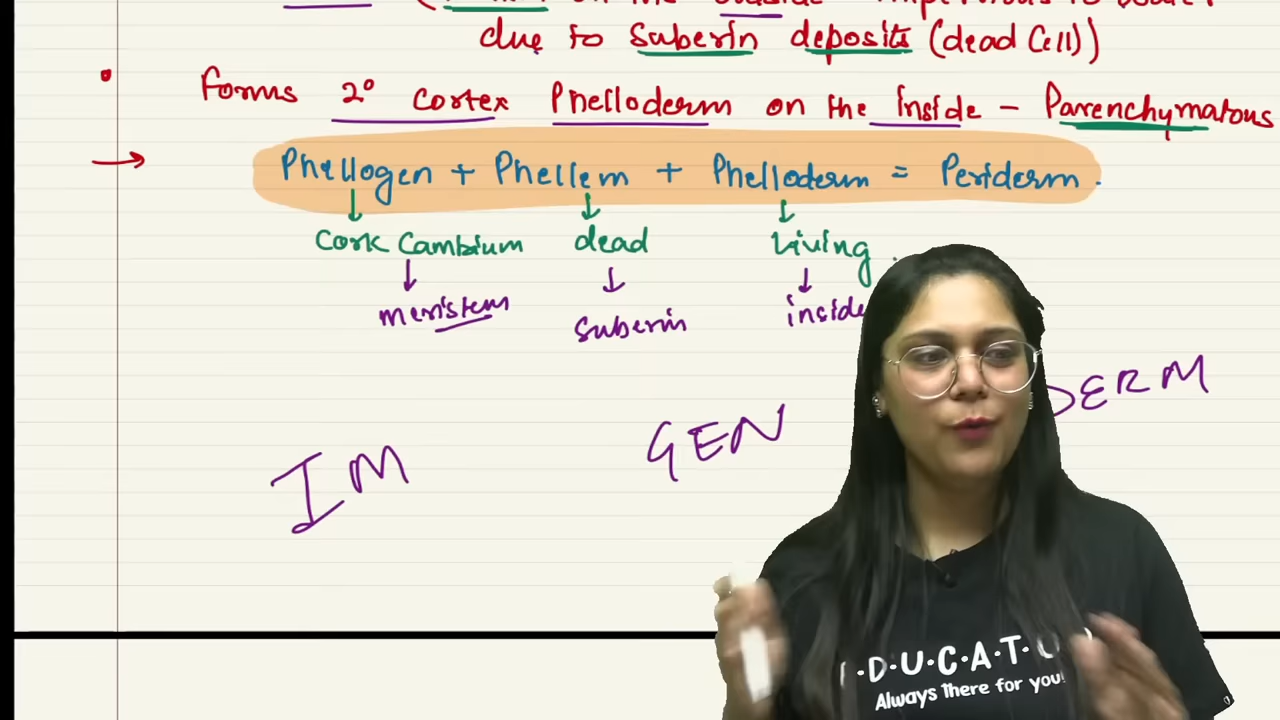 due to Suberin deposits (dead Cell)
Forms 2° cortex Phelloderm on the inside - Parenchymatous
→ Phellogen + Phellem + Phelloderm = Periderm.
↓ ↓ ↓
Cork Cambium dead Living
↓ ↓ ↓
meristem Suberin inside
IM GEN DERM
D·U·C·A·T
Always there for you!